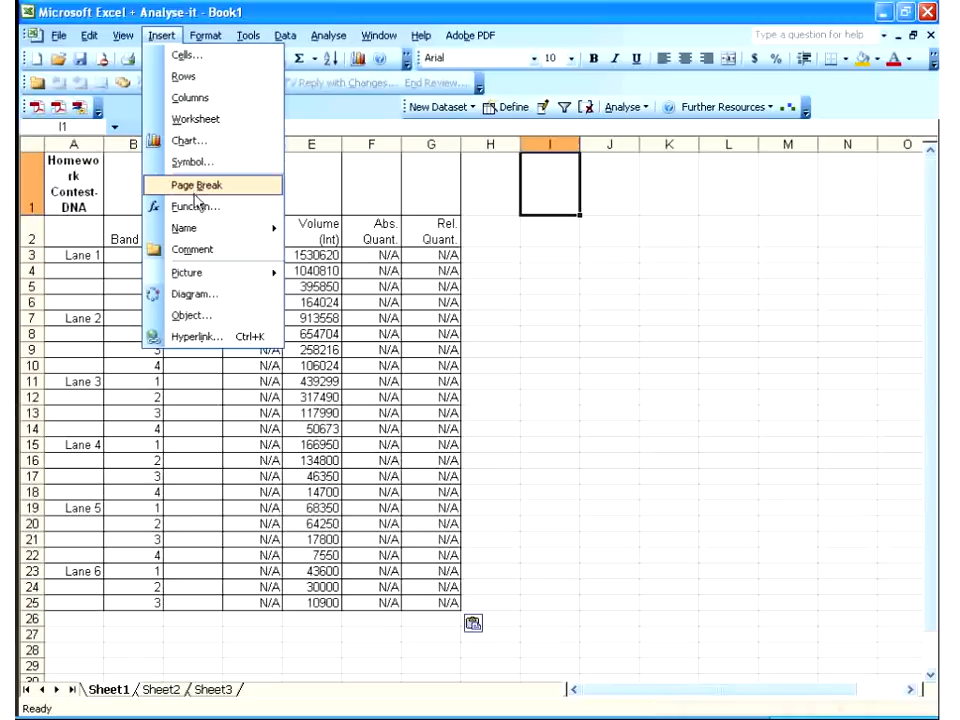 Microsoft Excel + Analyse-it - Book1
File Edit View Insert Format Tools Data Analyse Window Help Adobe PDF Type a question for help
Cells...
Rows
Columns
Worksheet
Chart...
Symbol...
Page Break
Function...
Name
Comment
Picture
Diagram...
Object...
Hyperlink... Ctrl+K
Σ Arial 10 B I U $ %
Reply with Changes... End Review...
New Dataset Define Analyse Further Resources
I1
A B E F G H I J K L M N O
1 Homewo
rk
Contest-
DNA
2 Band Volume (Int) Abs. Quant. Rel. Quant.
3 Lane 1 1530620 N/A N/A
4 1040810 N/A N/A
5 395850 N/A N/A
6 164024 N/A N/A
7 Lane 2 913558 N/A N/A
8 654704 N/A N/A
9 3 N/A 258216 N/A N/A
10 4 N/A 106024 N/A N/A
11 Lane 3 1 N/A 439299 N/A N/A
12 2 N/A 317490 N/A N/A
13 3 N/A 117990 N/A N/A
14 4 N/A 50673 N/A N/A
15 Lane 4 1 N/A 166950 N/A N/A
16 2 N/A 134800 N/A N/A
17 3 N/A 46350 N/A N/A
18 4 N/A 14700 N/A N/A
19 Lane 5 1 N/A 68350 N/A N/A
20 2 N/A 64250 N/A N/A
21 3 N/A 17800 N/A N/A
22 4 N/A 7550 N/A N/A
23 Lane 6 1 N/A 43600 N/A N/A
24 2 N/A 30000 N/A N/A
25 3 N/A 10900 N/A N/A
26
27
28
29
Sheet1 Sheet2 Sheet3
Ready